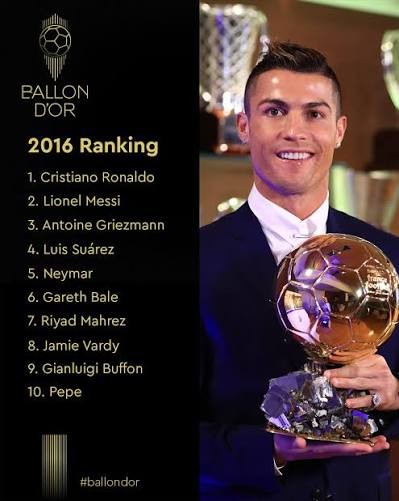 BALLON
D'OR
2016 Ranking
1. Cristiano Ronaldo
2. Lionel Messi
3. Antoine Griezmann
4. Luis Suárez
5. Neymar
6. Gareth Bale
7. Riyad Mahrez
8. Jamie Vardy
9. Gianluigi Buffon
10. Pepe
#ballondor